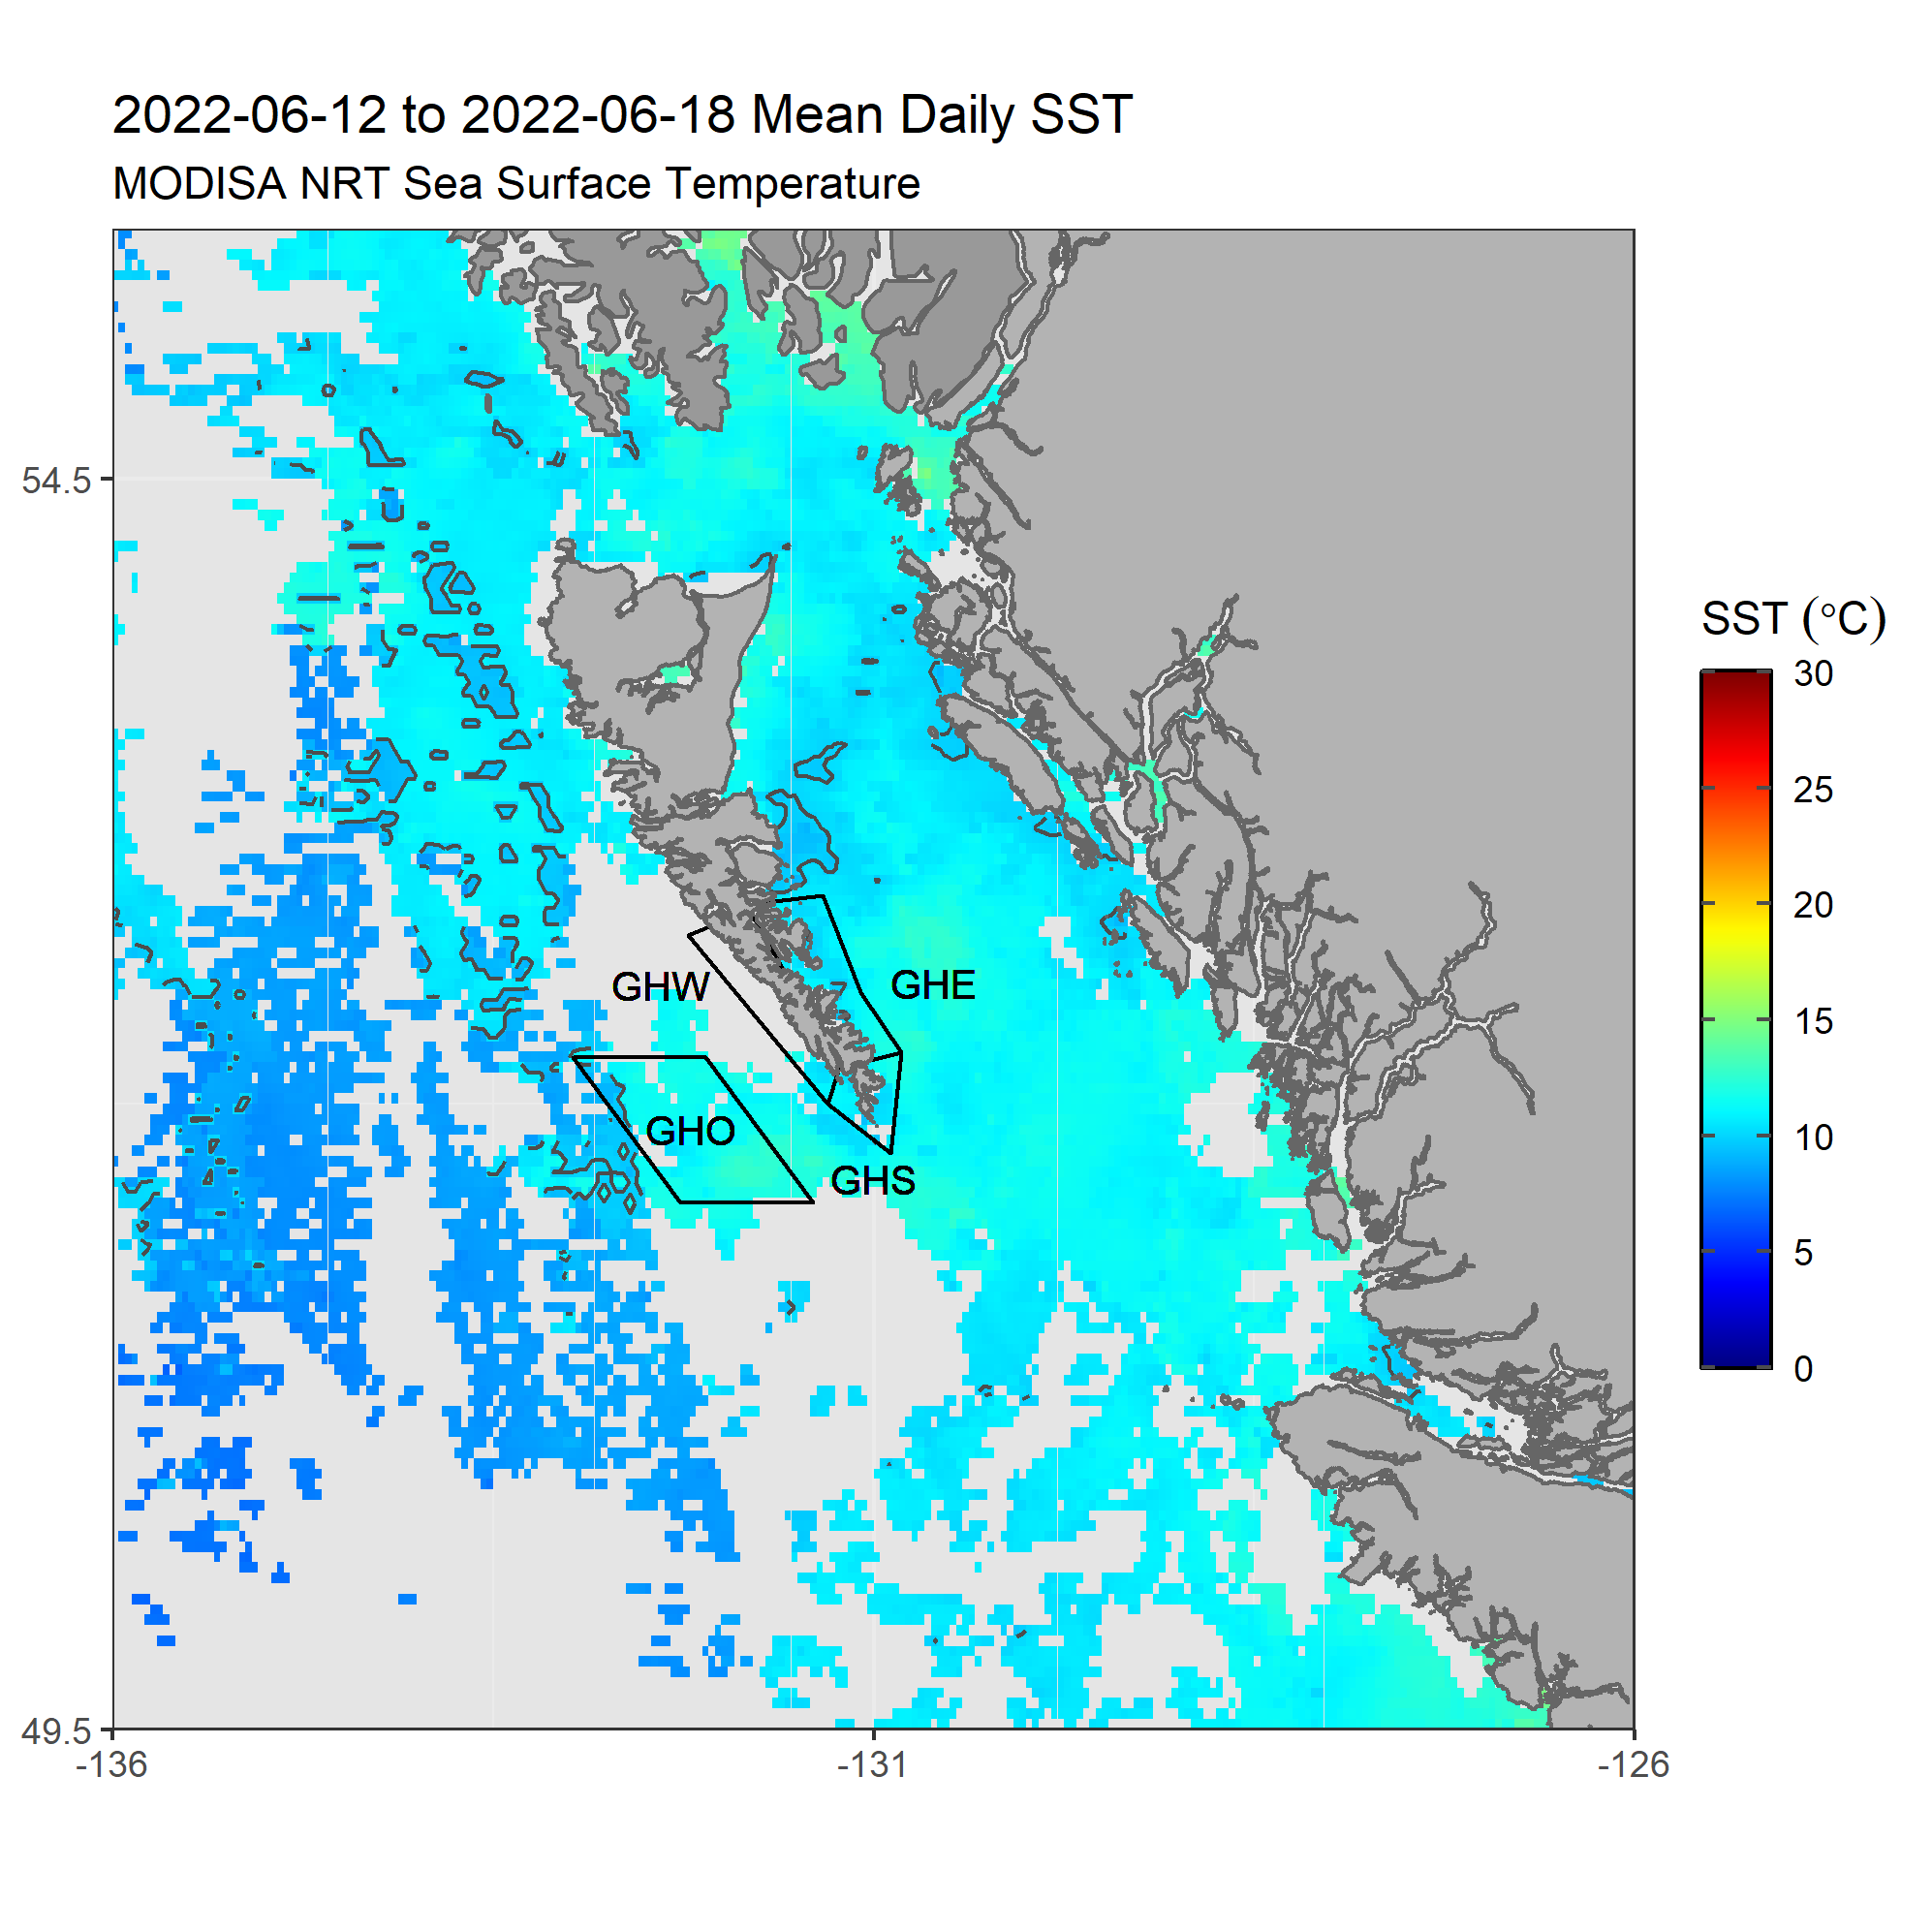 2022-06-12 to 2022-06-18 Mean Daily SST
MODISA NRT Sea Surface Temperature
54.5
49.5
-136
-131
-126
GHW
GHE
GHO
GHS
SST (°C)
30
25
20
15
10
5
0